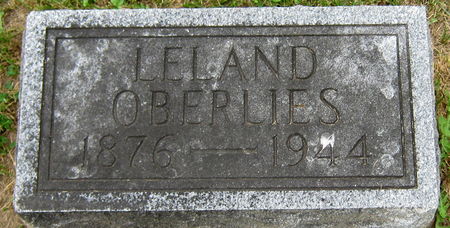 LELAND
OBERLIES
1876 — 1944